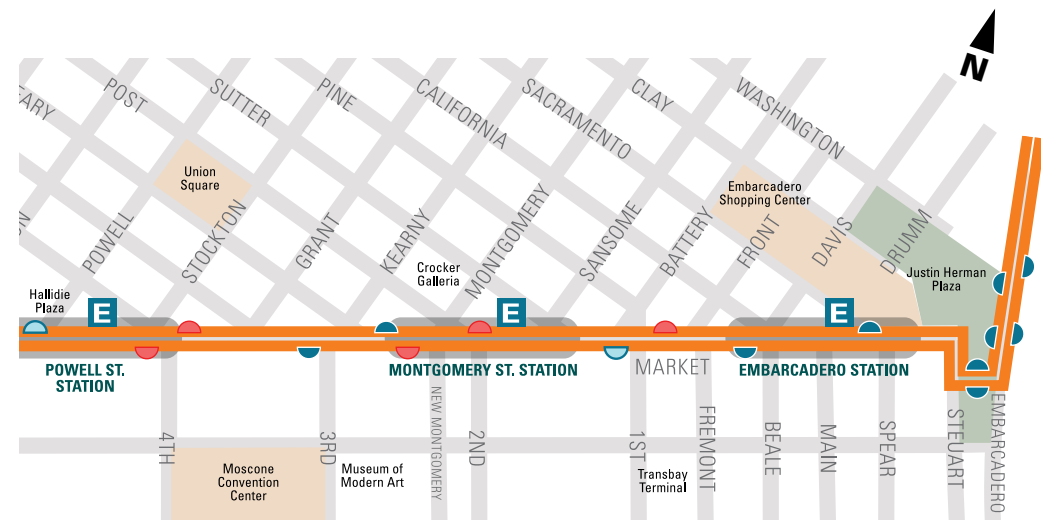 N
EARY
POST
SUTTER
PINE
CALIFORNIA
SACRAMENTO
CLAY
WASHINGTON
Union
Square
Embarcadero
Shopping Center
ON
POWELL
STOCKTON
GRANT
KEARNY
MONTGOMERY
SANSOME
BATTERY
FRONT
DAVIS
DRUMM
Crocker
Galleria
Justin Herman
Plaza
Hallidie
Plaza
E
E
E
POWELL ST.
STATION
MONTGOMERY ST. STATION
MARKET
EMBARCADERO STATION
4TH
3RD
NEW MONTGOMERY
2ND
1ST
FREMONT
BEALE
MAIN
SPEAR
STEUART
EMBARCADERO
Moscone
Convention
Center
Museum of
Modern Art
Transbay
Terminal